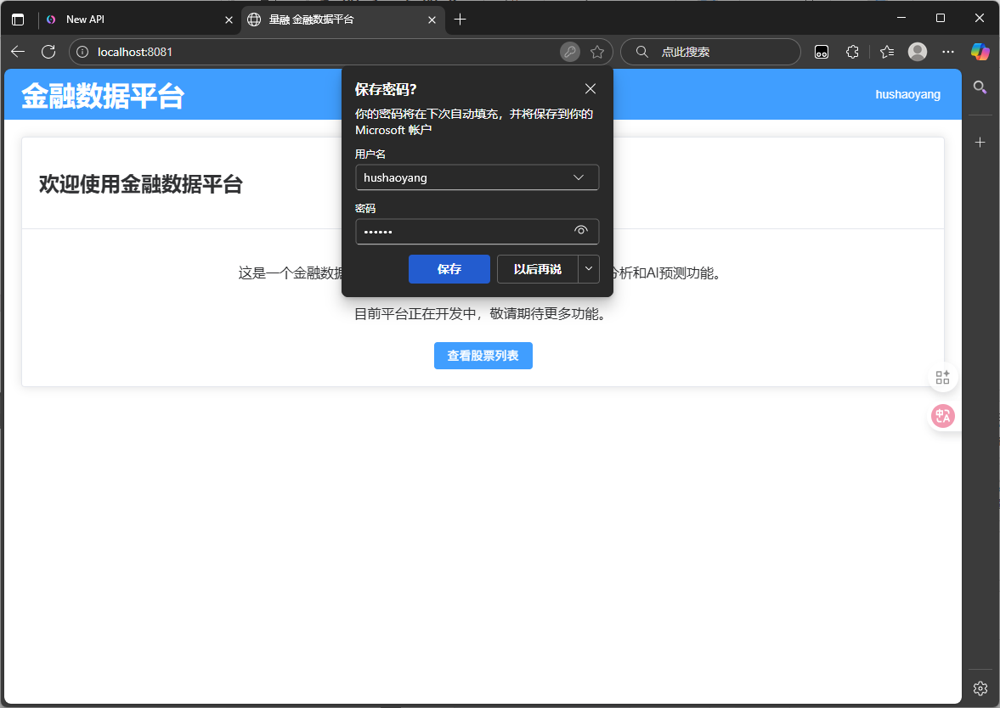 New API
量融 金融数据平台
localhost:8081
点此搜索
金融数据平台
hushaoyang
保存密码?
你的密码将在下次自动填充，并将保存到你的
Microsoft 帐户
用户名
hushaoyang
密码
••••••
保存
以后再说
欢迎使用金融数据平台
这是一个金融数据
分析和AI预测功能。
目前平台正在开发中，敬请期待更多功能。
查看股票列表
中A